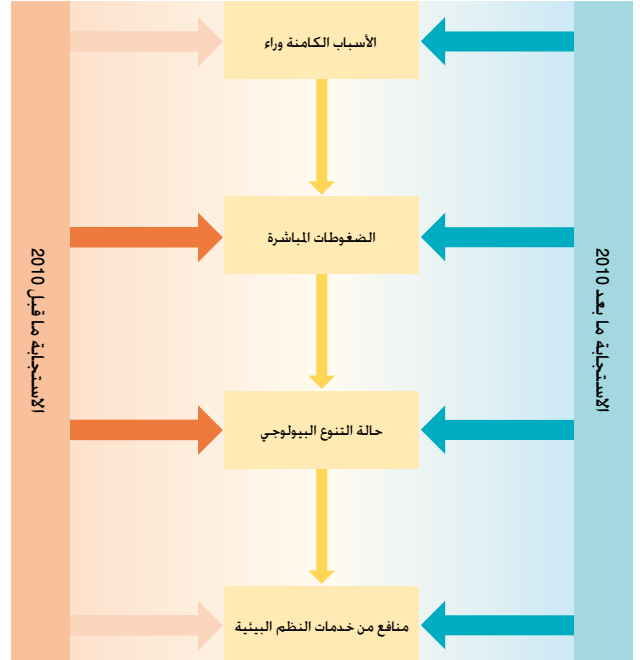 الأسباب الكامنة وراء
الضغوطات المباشرة
حالة التنوع البيولوجي
منافع من خدمات النظم البيئية
الاستجابة ما بعد 2010
الاستجابة ما قبل 2010